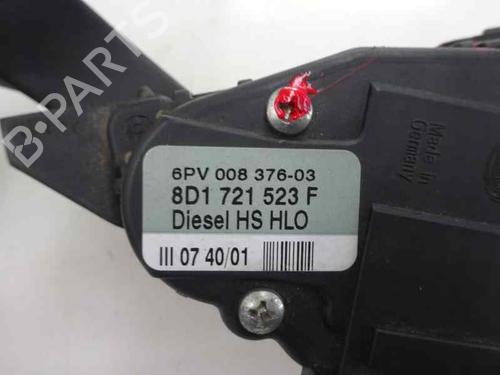 B-PARTS
Made in
Germany
6PV 008 376-03
8D1 721 523 F
Diesel HS HLO
III 07 40/01